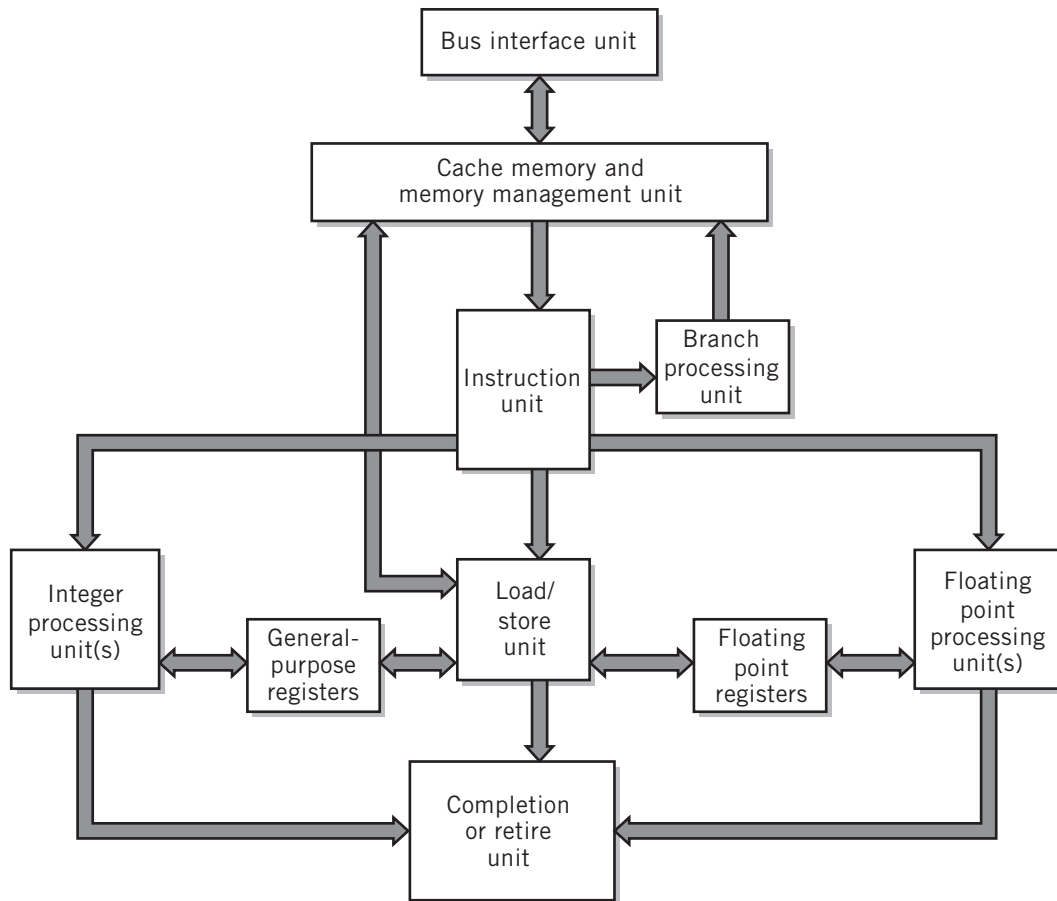 Bus interface unit
Cache memory and
memory management unit
Instruction
unit
Branch
processing
unit
Integer
processing
unit(s)
General-
purpose
registers
Load/
store
unit
Floating
point
registers
Floating
point
processing
unit(s)
Completion
or retire
unit